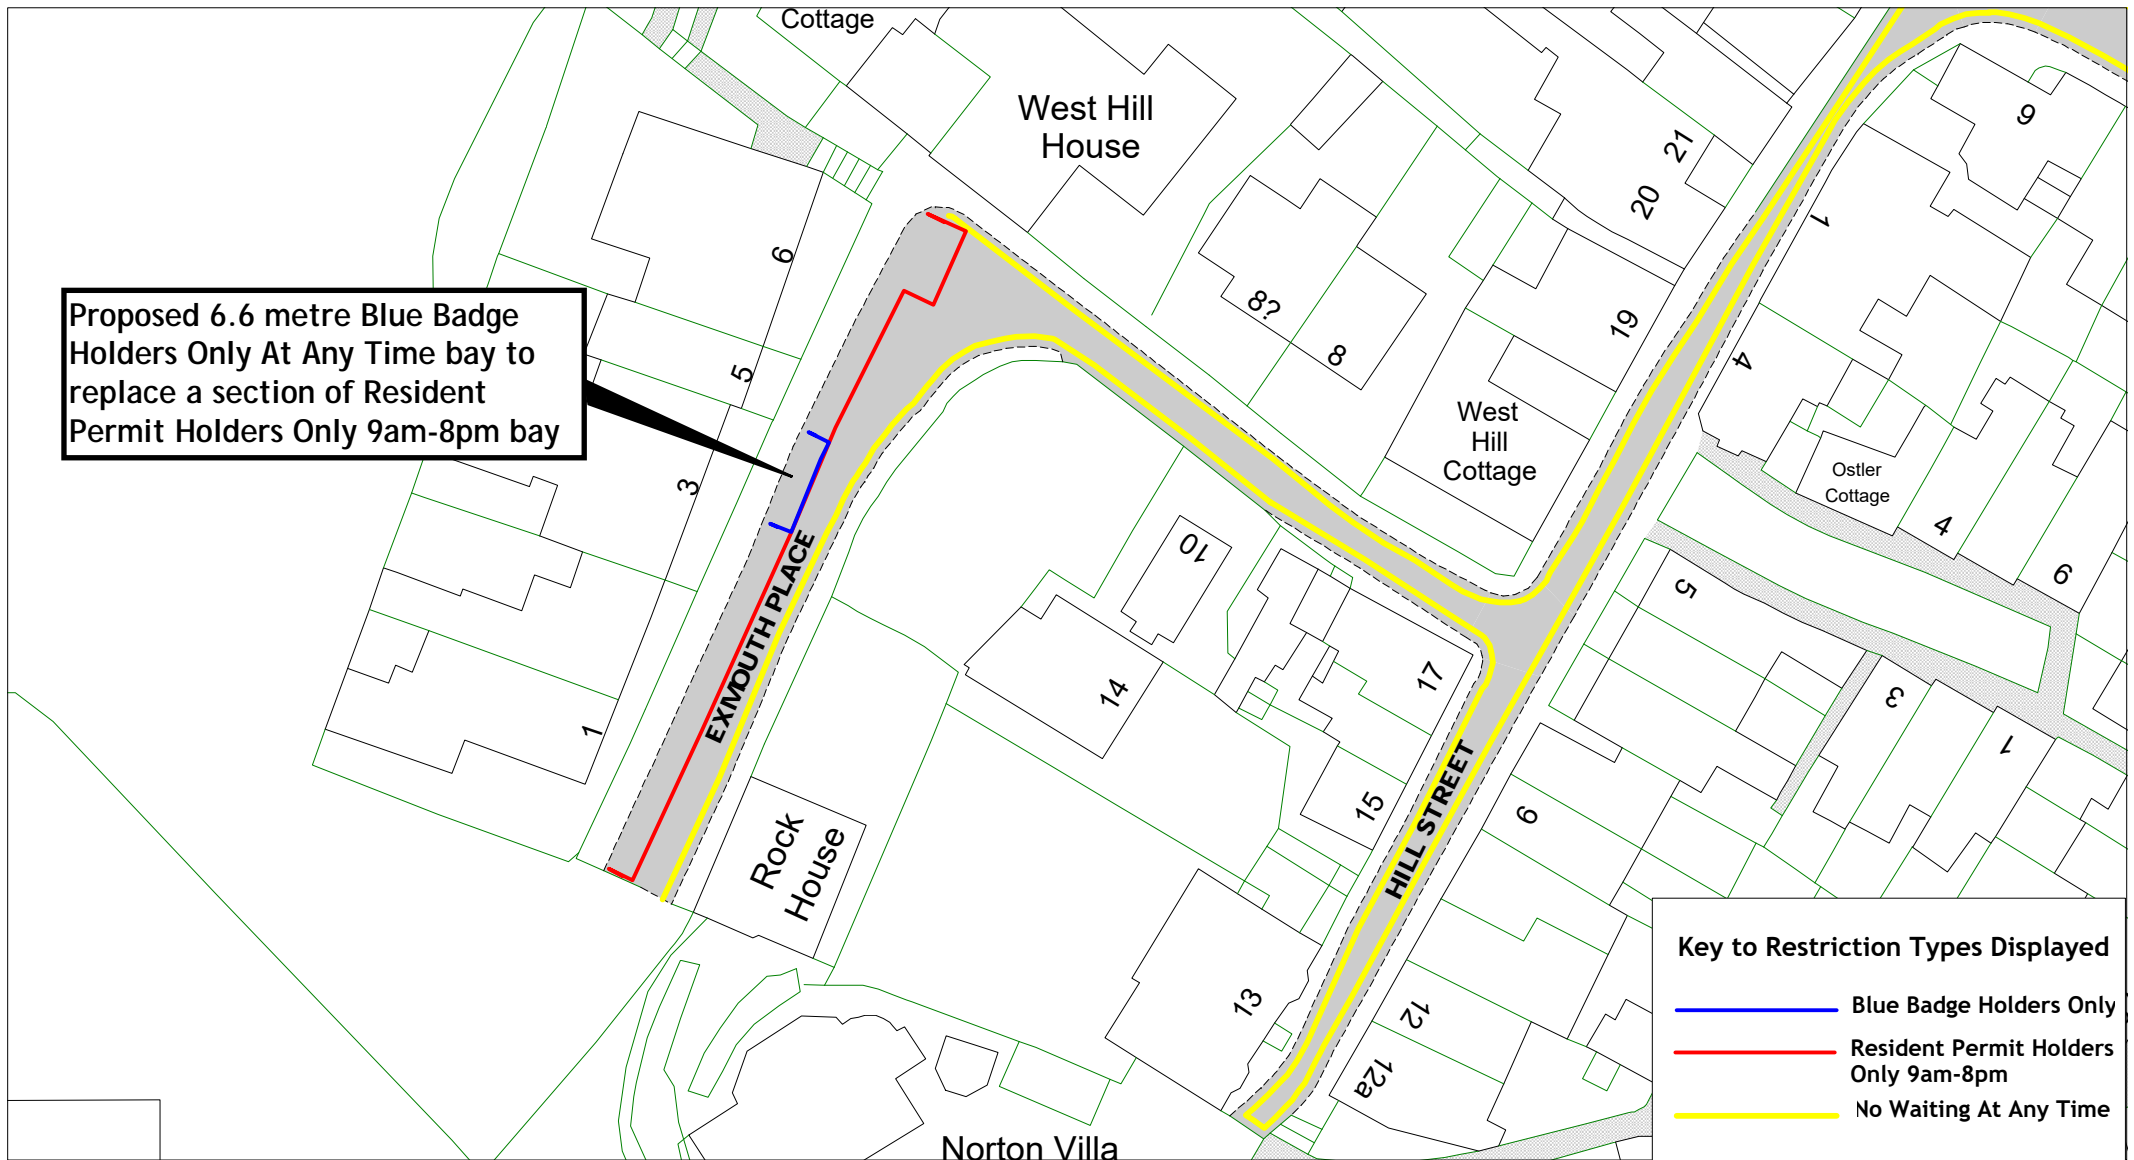 Cottage
West Hill
House
Proposed 6.6 metre Blue Badge
Holders Only At Any Time bay to
replace a section of Resident
Permit Holders Only 9am-8pm bay
6
5
3
1
EXMOUTH PLACE
Rock
House
8?
8
21
20
19
West
Hill
Cottage
9
1
4
Ostler
Cottage
4
6
10
14
17
15
13
HILL STREET
5
3
1
9
12
12a
Norton Villa
Key to Restriction Types Displayed
Blue Badge Holders Only
Resident Permit Holders
Only 9am-8pm
No Waiting At Any Time